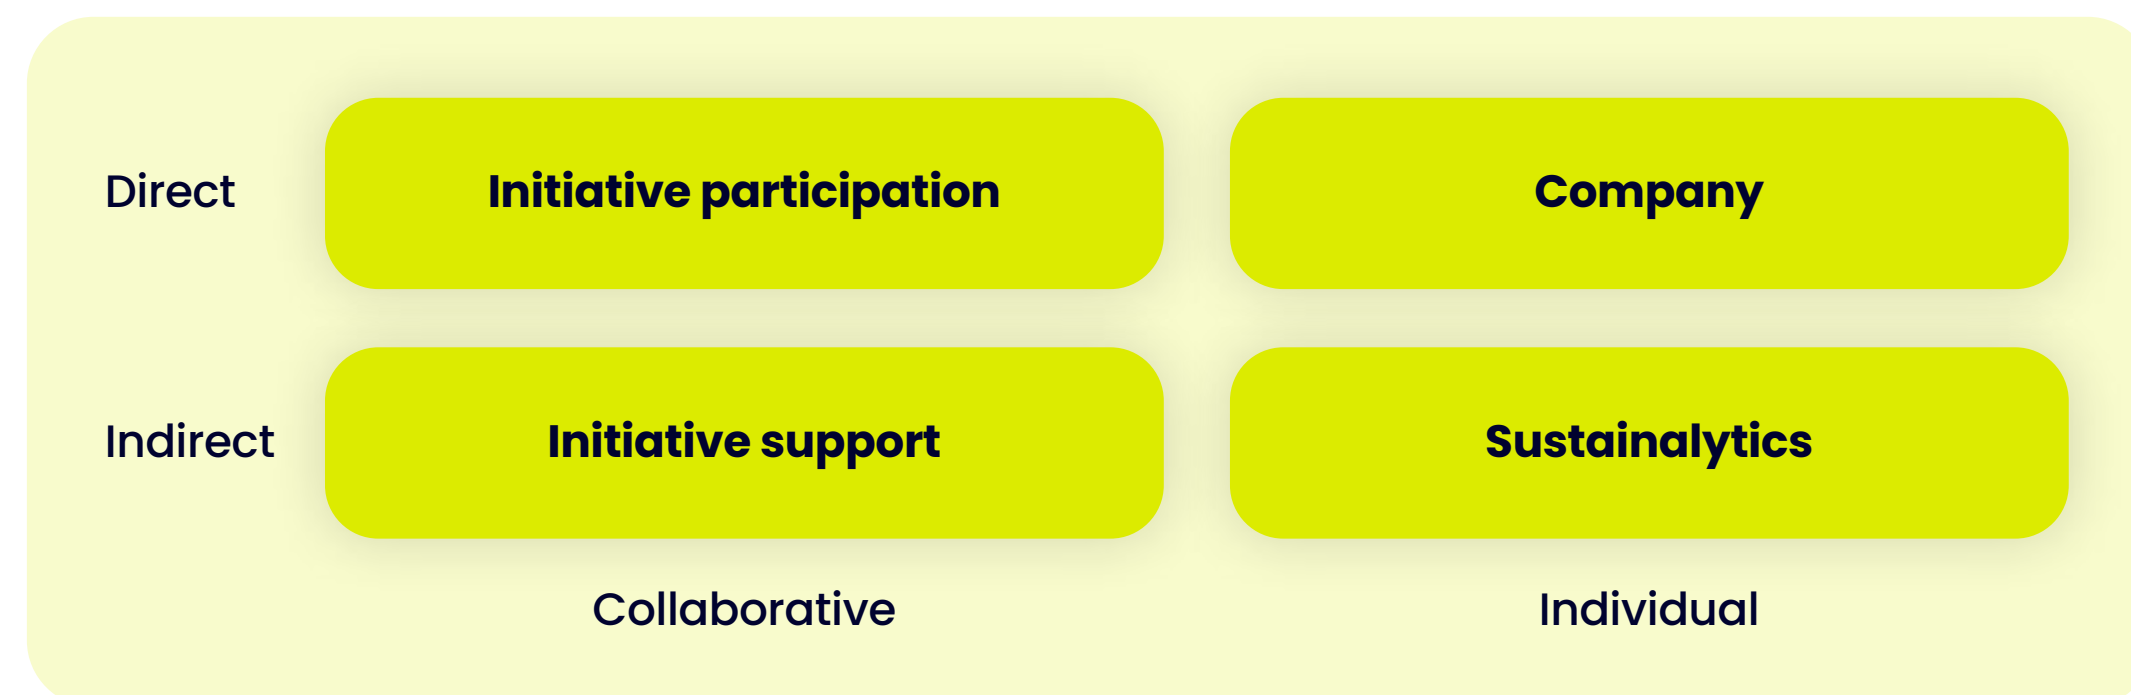 Direct
Initiative participation
Company
Indirect
Initiative support
Sustainalytics
Collaborative
Individual